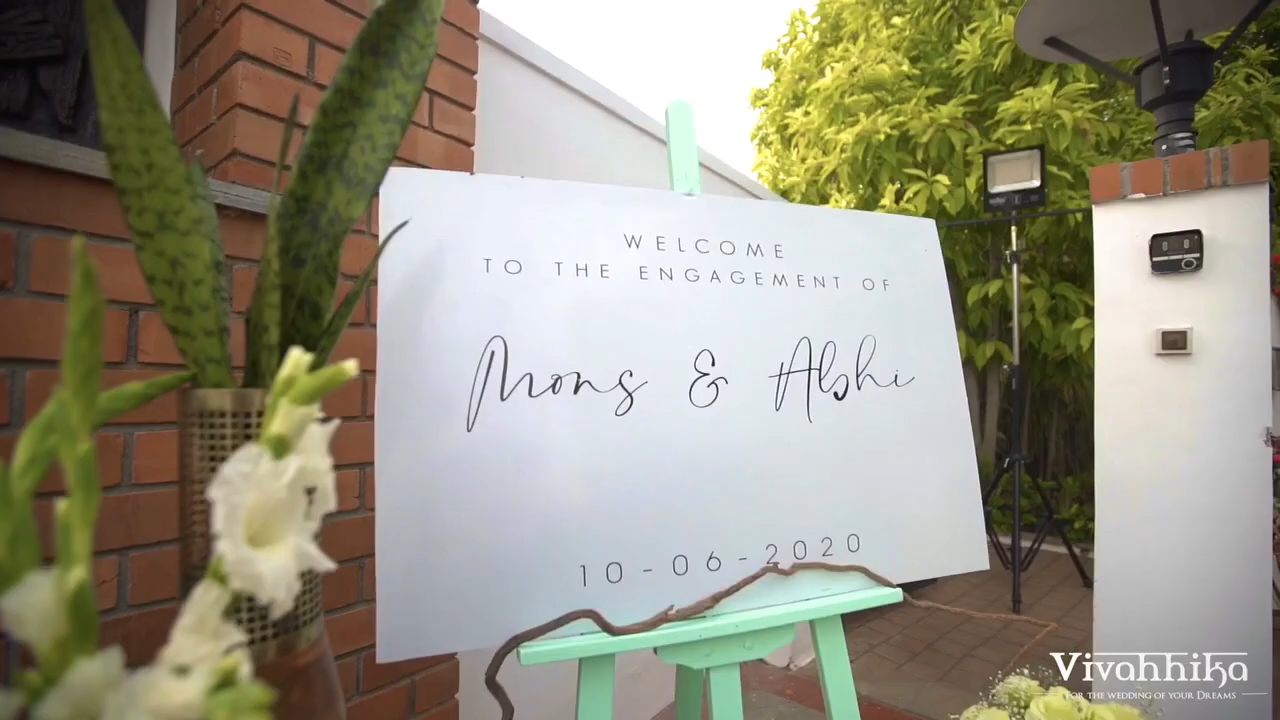 WELCOME
TO THE ENGAGEMENT OF
Mons & Abhi
10-06-2020
Vivahhika
FOR THE WEDDING OF YOUR DREAMS